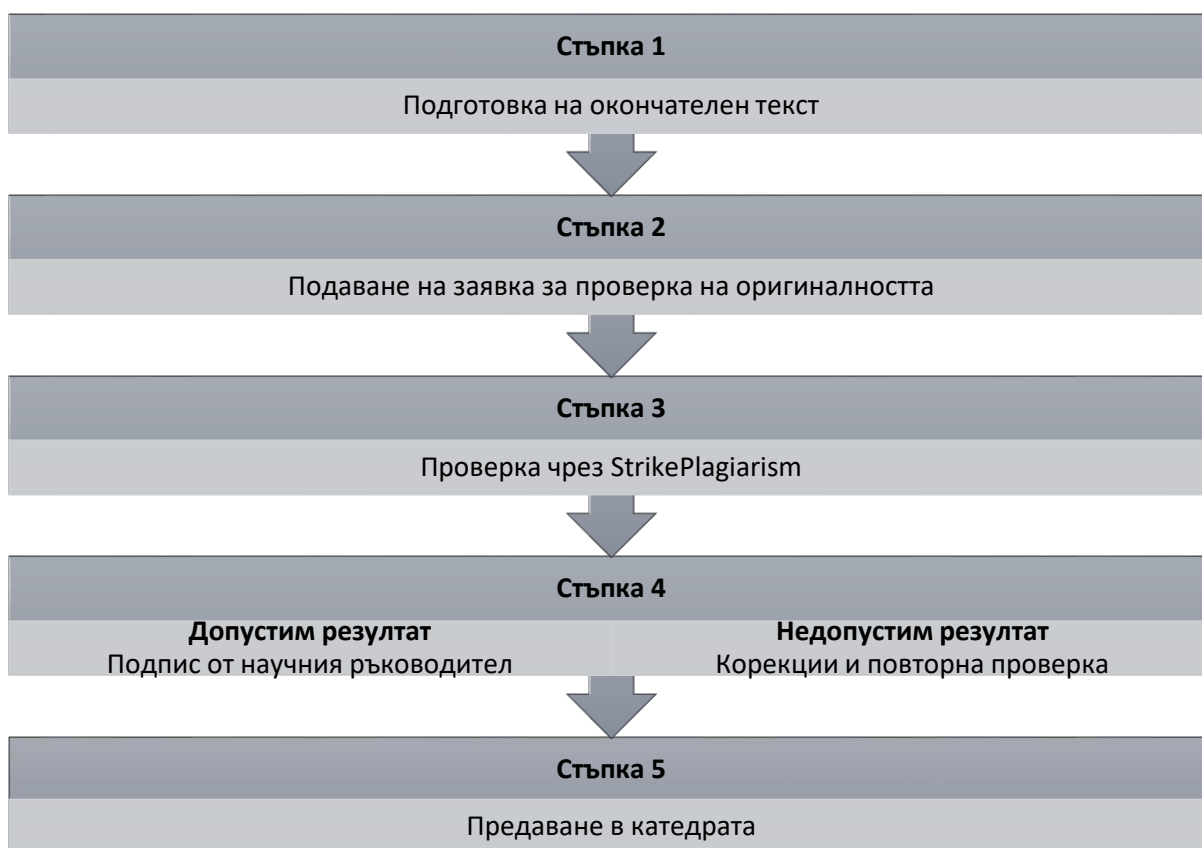 Стъпка 1
Подготовка на окончателен текст
Стъпка 2
Подаване на заявка за проверка на оригиналността
Стъпка 3
Проверка чрез StrikePlagiarism
Стъпка 4
Допустим резултат
Подпис от научния ръководител
Недопустим резултат
Корекции и повторна проверка
Стъпка 5
Предаване в катедрата